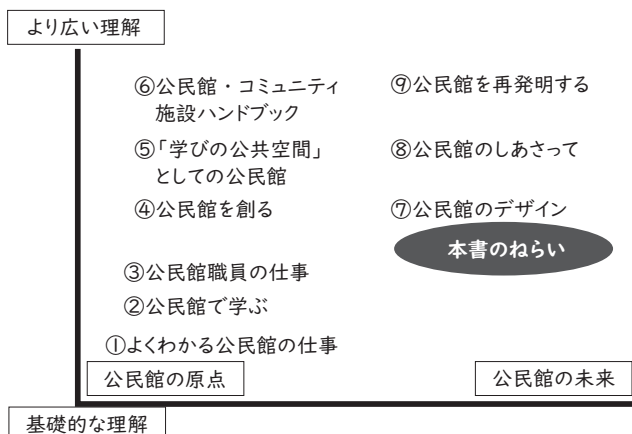 より広い理解
⑥公民館・コミュニティ
施設ハンドブック
⑨公民館を再発明する
⑤「学びの公共空間」
としての公民館
⑧公民館のしあさって
④公民館を創る
⑦公民館のデザイン
本書のねらい
③公民館職員の仕事
②公民館で学ぶ
①よくわかる公民館の仕事
公民館の原点
公民館の未来
基礎的な理解